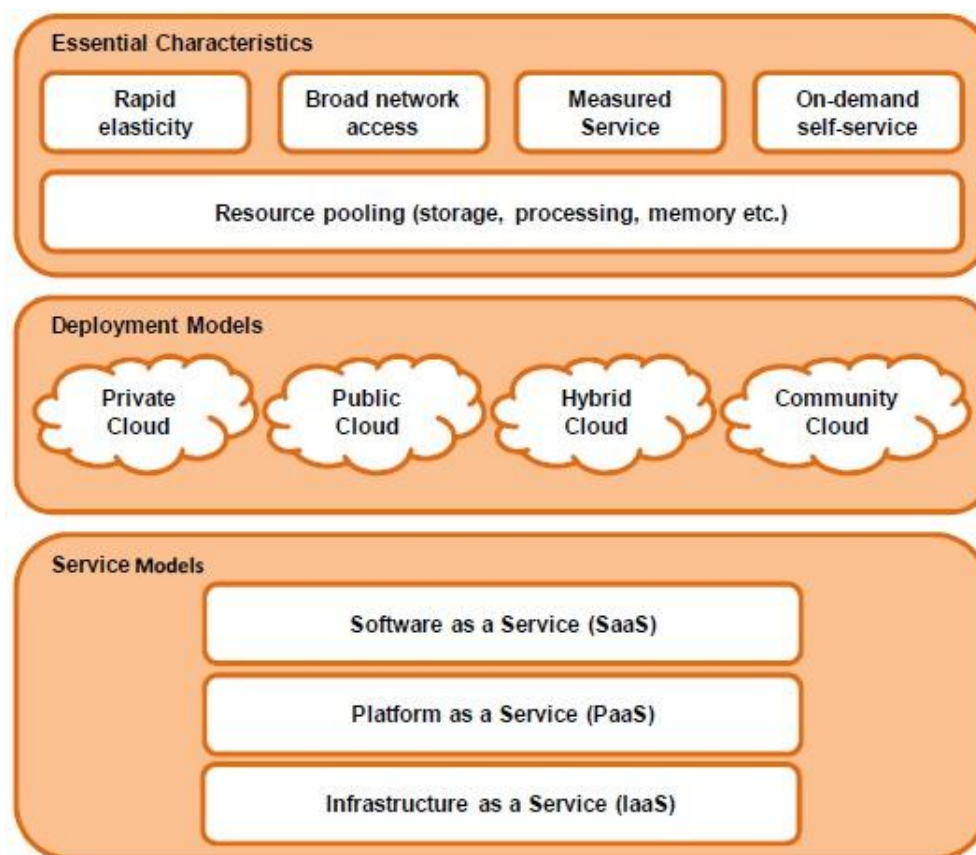 Essential Characteristics
Rapid
elasticity
Broad network
access
Measured
Service
On-demand
self-service
Resource pooling (storage, processing, memory etc.)
Deployment Models
Private
Cloud
Public
Cloud
Hybrid
Cloud
Community
Cloud
Service Models
Software as a Service (SaaS)
Platform as a Service (PaaS)
Infrastructure as a Service (IaaS)